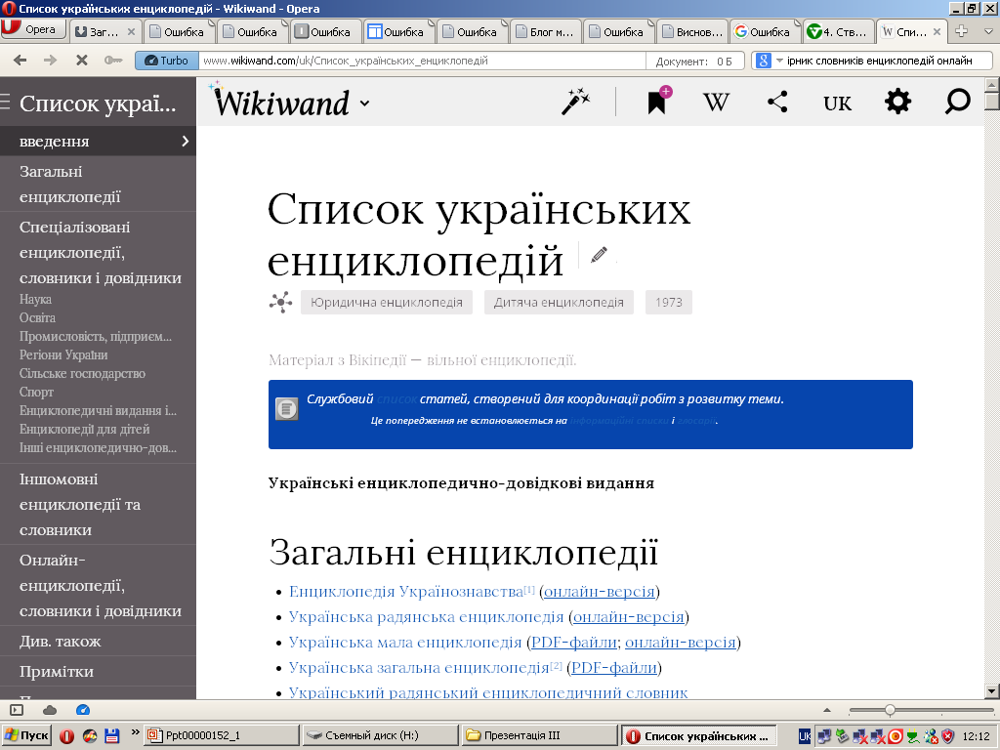 Список українських енциклопедій - Wikiwand - Opera
Opera
Заг...
Ошибка
Ошибка
Ошибка
Ошибка
Ошибка
Блог м...
Ошибка
Виснов...
Ошибка
4. Ств...
Спи...
Turbo
www.wikiwand.com/uk/Список_українських_енциклопедій
Документ: 0 Б
ірник словників енциклопедій онлайн
Список украї...
Wikiwand
W
UK
введення
Загальні
енциклопедії
Спеціалізовані
енциклопедії,
словники і довідники
Наука
Освіта
Промисловість, підприєм...
Регіони України
Сільське господарство
Спорт
Енциклопедичні видання і...
Енциклопедії для дітей
Інші енциклопедично-дов...
Іншомовні
енциклопедії та
словники
Онлайн-
енциклопедії,
словники і довідники
Див. також
Примітки
Список українських
енциклопедій
Юридична енциклопедія
Дитяча енциклопедія
1973
Матеріал з Вікіпедії — вільної енциклопедії.
Службовий список статей, створений для координації робіт з розвитку теми.
Це попередження не встановлюється на інформаційні списки і глосарії.
Українські енциклопедично-довідкові видання
Загальні енциклопедії
• Енциклопедія Українознавства[1] (онлайн-версія)
• Українська радянська енциклопедія (онлайн-версія)
• Українська мала енциклопедія (PDF-файли; онлайн-версія)
• Українська загальна енциклопедія[2] (PDF-файли)
• Український радянський енциклопедичний словник
Пуск
Ppt00000152_1
Съемный диск (H:)
Презентація III
Список українських ...
UK
12:12